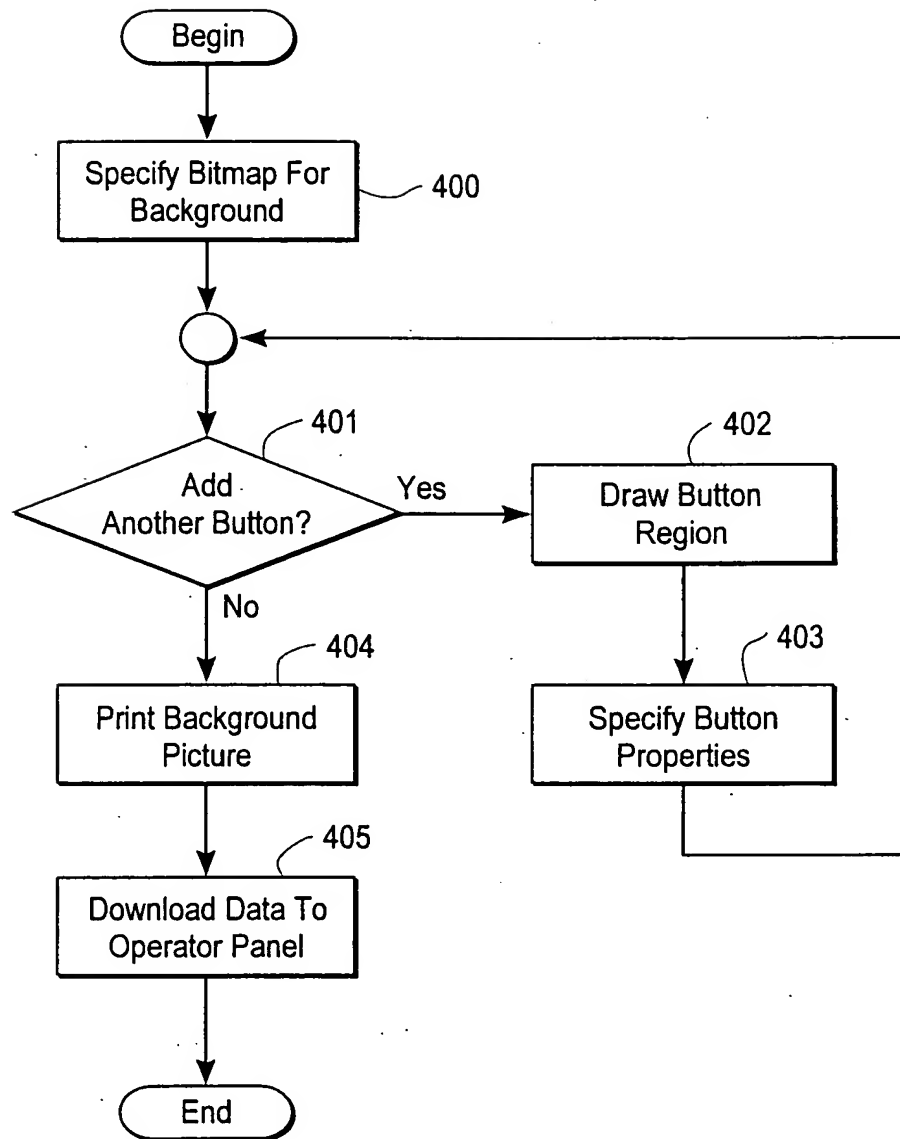 Begin
Specify Bitmap For
Background
400
401
Add
Another Button?
Yes
402
Draw Button
Region
No
403
Specify Button
Properties
404
Print Background
Picture
405
Download Data To
Operator Panel
End